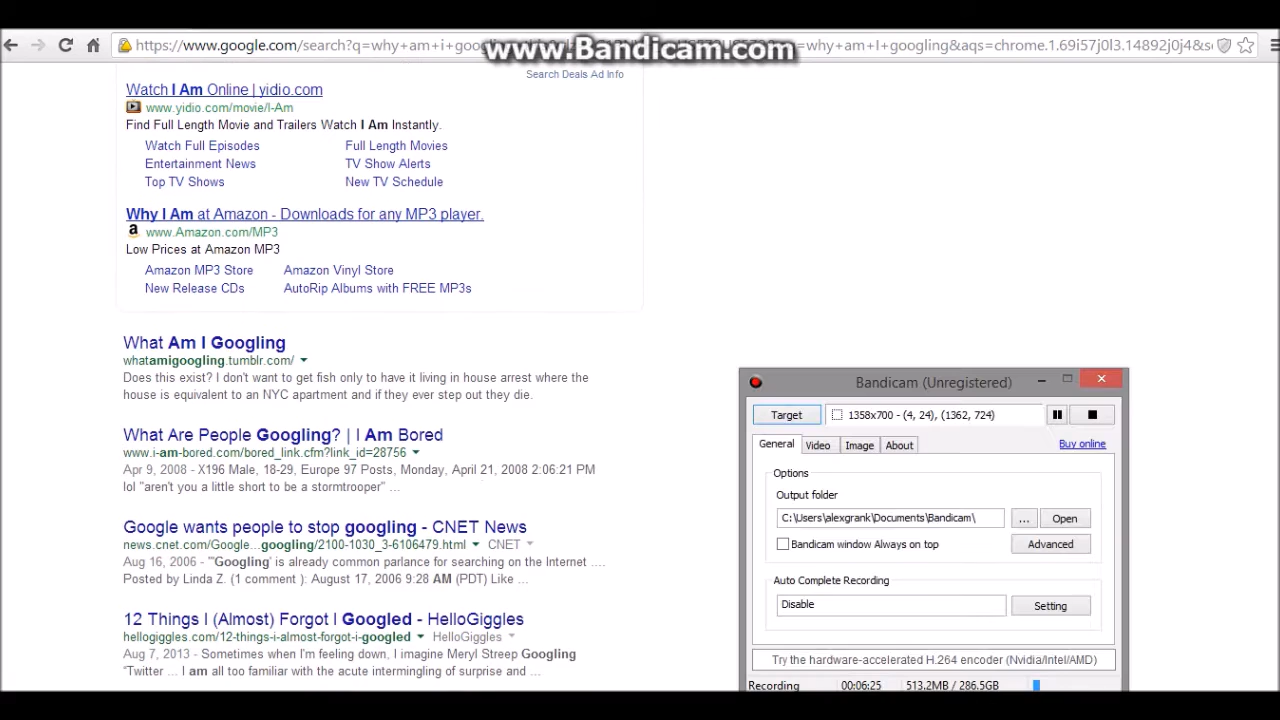 https://www.google.com/search?q=why+am+i+goo
www.Bandicam.com
=why+am+I+googling&aqs=chrome.1.69i57j0l3.14892j0j4&s
Search Deals Ad Info
Watch I Am Online | yidio.com
www.yidio.com/movie/I-Am
Find Full Length Movie and Trailers Watch I Am Instantly.
Watch Full Episodes Full Length Movies
Entertainment News TV Show Alerts
Top TV Shows New TV Schedule
Why I Am at Amazon - Downloads for any MP3 player.
www.Amazon.com/MP3
Low Prices at Amazon MP3
Amazon MP3 Store Amazon Vinyl Store
New Release CDs AutoRip Albums with FREE MP3s
What Am I Googling
whatamigoogling.tumblr.com/
Does this exist? I don't want to get fish only to have it living in house arrest where the
house is equivalent to an NYC apartment and if they ever step out they die.
What Are People Googling? | I Am Bored
www.i-am-bored.com/bored_link.cfm?link_id=28756
Apr 9, 2008 - X196 Male, 18-29, Europe 97 Posts, Monday, April 21, 2008 2:06:21 PM
lol "aren't you a little short to be a stormtrooper" ...
Google wants people to stop googling - CNET News
news.cnet.com/Google...googling/2100-1030_3-6106479.html CNET
Aug 16, 2006 - "'Googling' is already common parlance for searching on the Internet ....
Posted by Linda Z. (1 comment ): August 17, 2006 9:28 AM (PDT) Like ...
12 Things I (Almost) Forgot I Googled - HelloGiggles
hellogiggles.com/12-things-i-almost-forgot-i-googled HelloGiggles
Aug 7, 2013 - Sometimes when I'm feeling down, I imagine Meryl Streep Googling
"Twitter ... I am all too familiar with the acute intermingling of surprise and ...
Bandicam (Unregistered)
Target 1358x700 - (4, 24), (1362, 724)
General Video Image About Buy online
Options
Output folder
C:\Users\alexgrank\Documents\Bandicam\ ... Open
Bandicam window Always on top Advanced
Auto Complete Recording
Disable Setting
Try the hardware-accelerated H.264 encoder (Nvidia/Intel/AMD)
Recording 00:06:25 513.2MB / 286.5GB